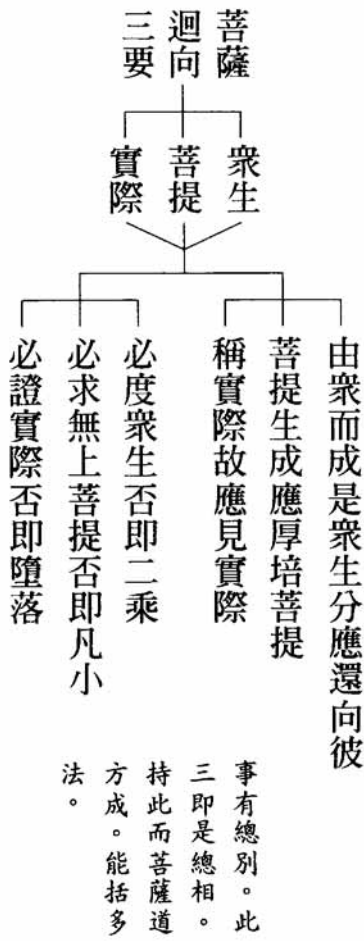 菩薩
迴向
三要
衆生
菩提
實際
由衆而成是衆生分應還向彼
菩提生成應厚培菩提
稱實際故應見實際
必度衆生否即二乘
必求無上菩提否即凡小
必證實際否即墮落
事有總別。此
三即是總相。
持此而菩薩道
方成。能括多
法。